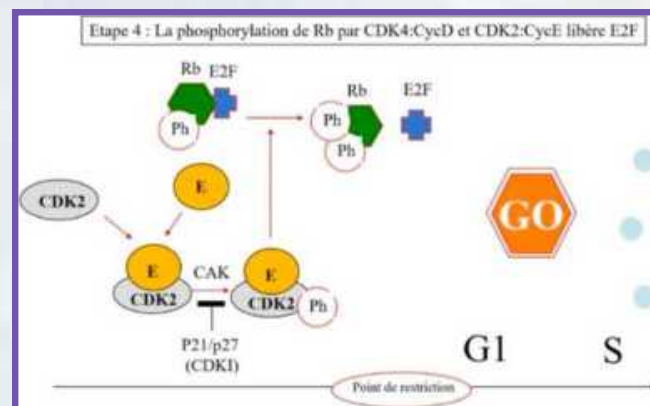 Etape 4 : La phosphorylation de Rb par CDK4:CycD et CDK2:CycE libère E2F
Rb E2F
Ph
Rb
E2F
Ph
Ph
CDK2
E
E
CDK2
CAK
E
CDK2
Ph
P21/p27
(CDKI)
GO
G1
S
Point de restriction